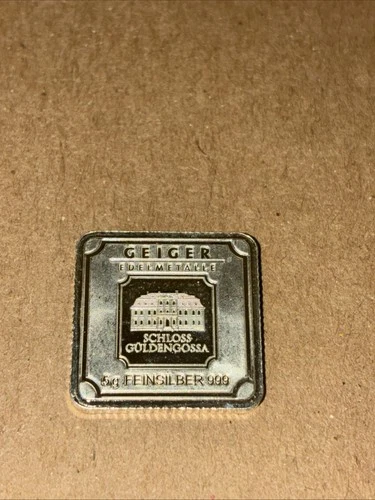 GEIGER
EDELMETALLE
SCHLOSS
GÜLDENGOSSA
5g FEINSILBER 999